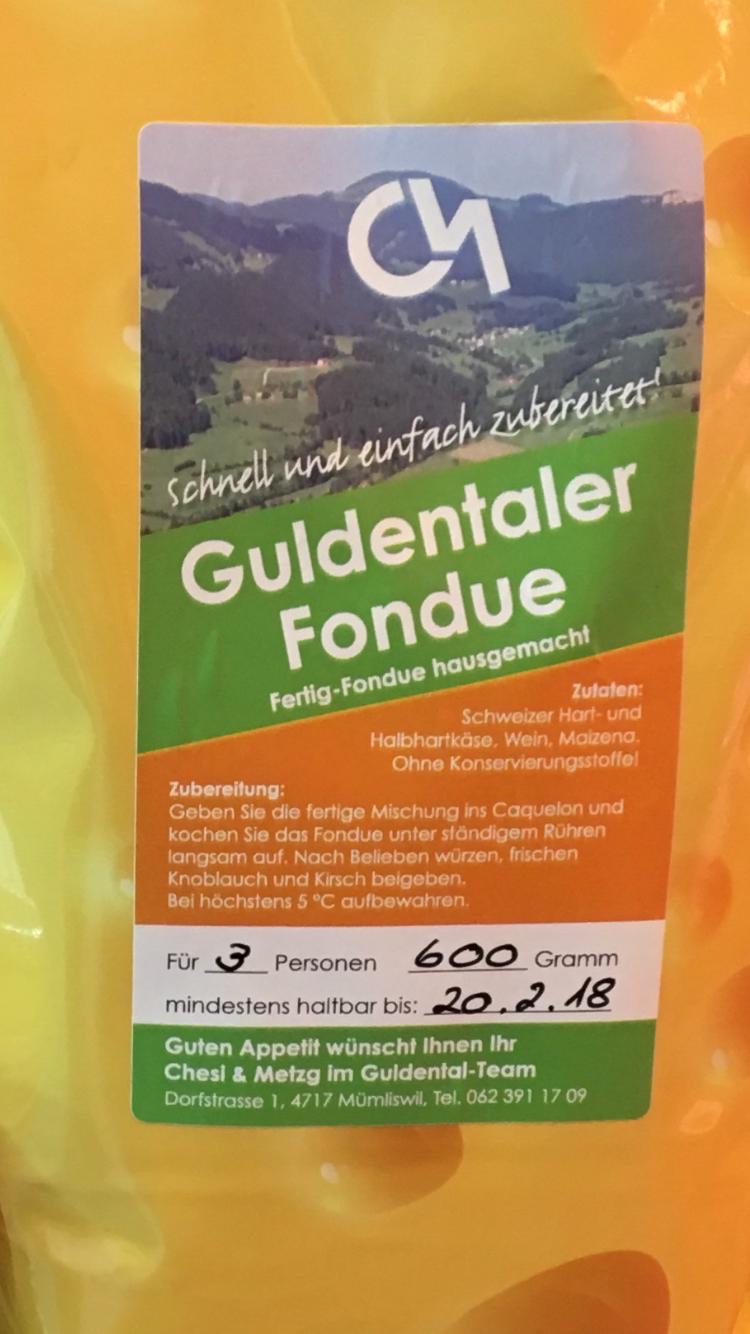 CM
schnell und einfach zubereitet!
Guldentaler
Fondue
Fertig-Fondue hausgemacht
Zutaten:
Schweizer Hart- und
Halbhartkäse, Wein, Maizena.
Ohne Konservierungsstoffe!
Zubereitung:
Geben Sie die fertige Mischung ins Caquelon und
kochen Sie das Fondue unter ständigem Rühren
langsam auf. Nach Belieben würzen, frischen
Knoblauch und Kirsch beigeben.
Bei höchstens 5 °C aufbewahren.
Für 3 Personen 600 Gramm
mindestens haltbar bis: 20.2.18
Guten Appetit wünscht Ihnen Ihr
Chesi & Metzg im Guldental-Team
Dorfstrasse 1, 4717 Mümliswil, Tel. 062 391 17 09